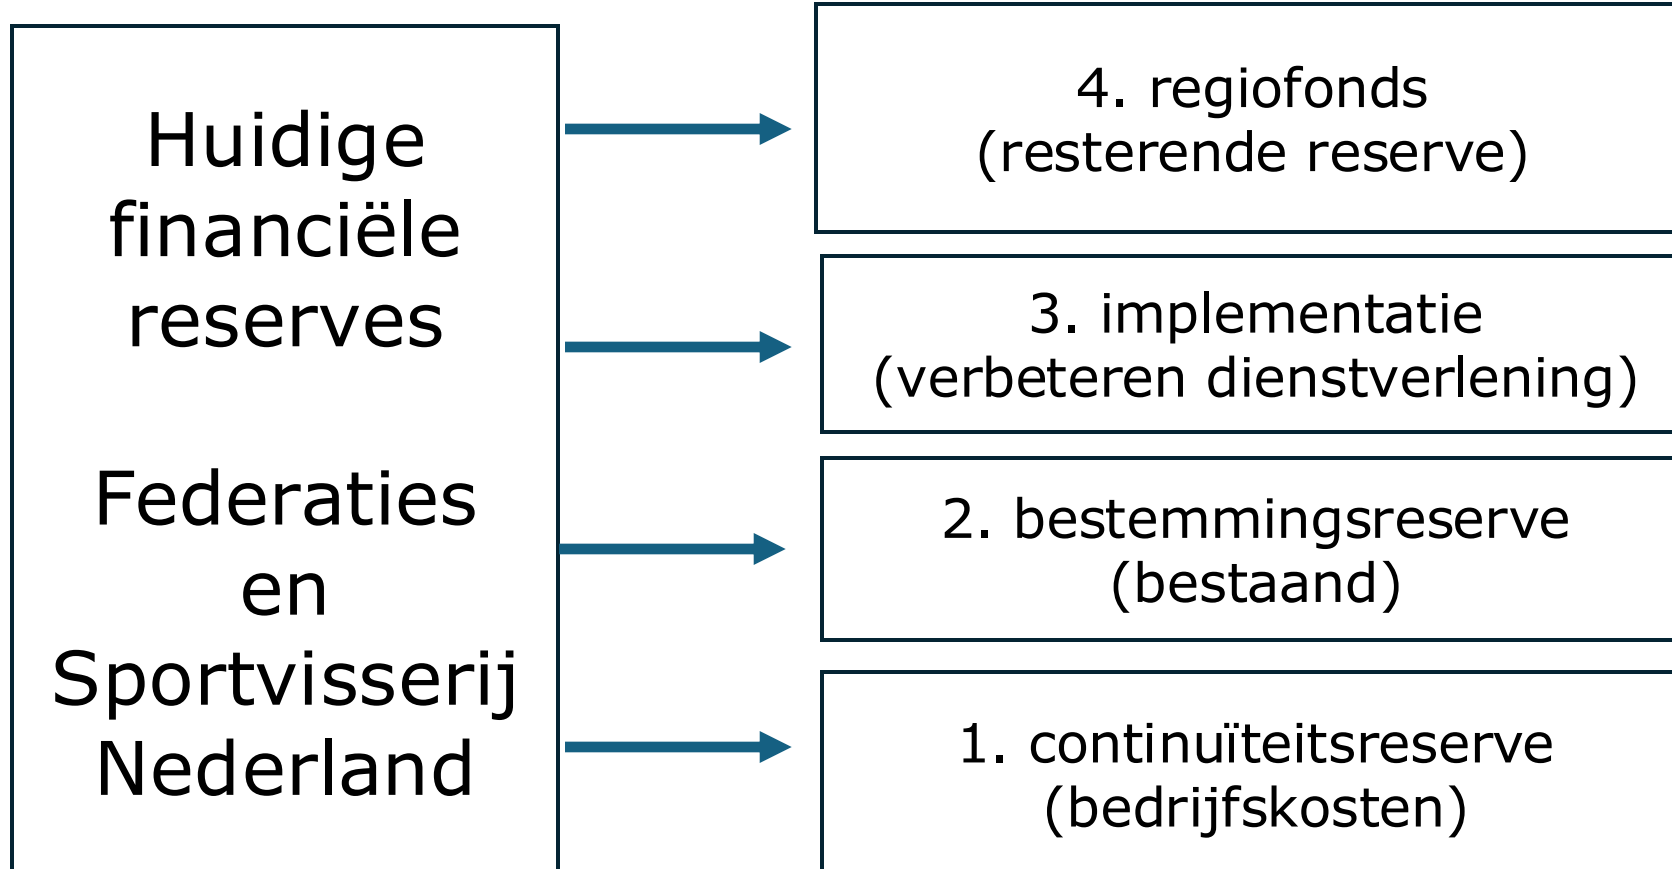 Huidige
financiële
reserves
Federaties
en
Sportvisserij
Nederland
4. regiofonds
(resterende reserve)
3. implementatie
(verbeteren dienstverlening)
2. bestemmingsreserve
(bestaand)
1. continuïteitsreserve
(bedrijfskosten)